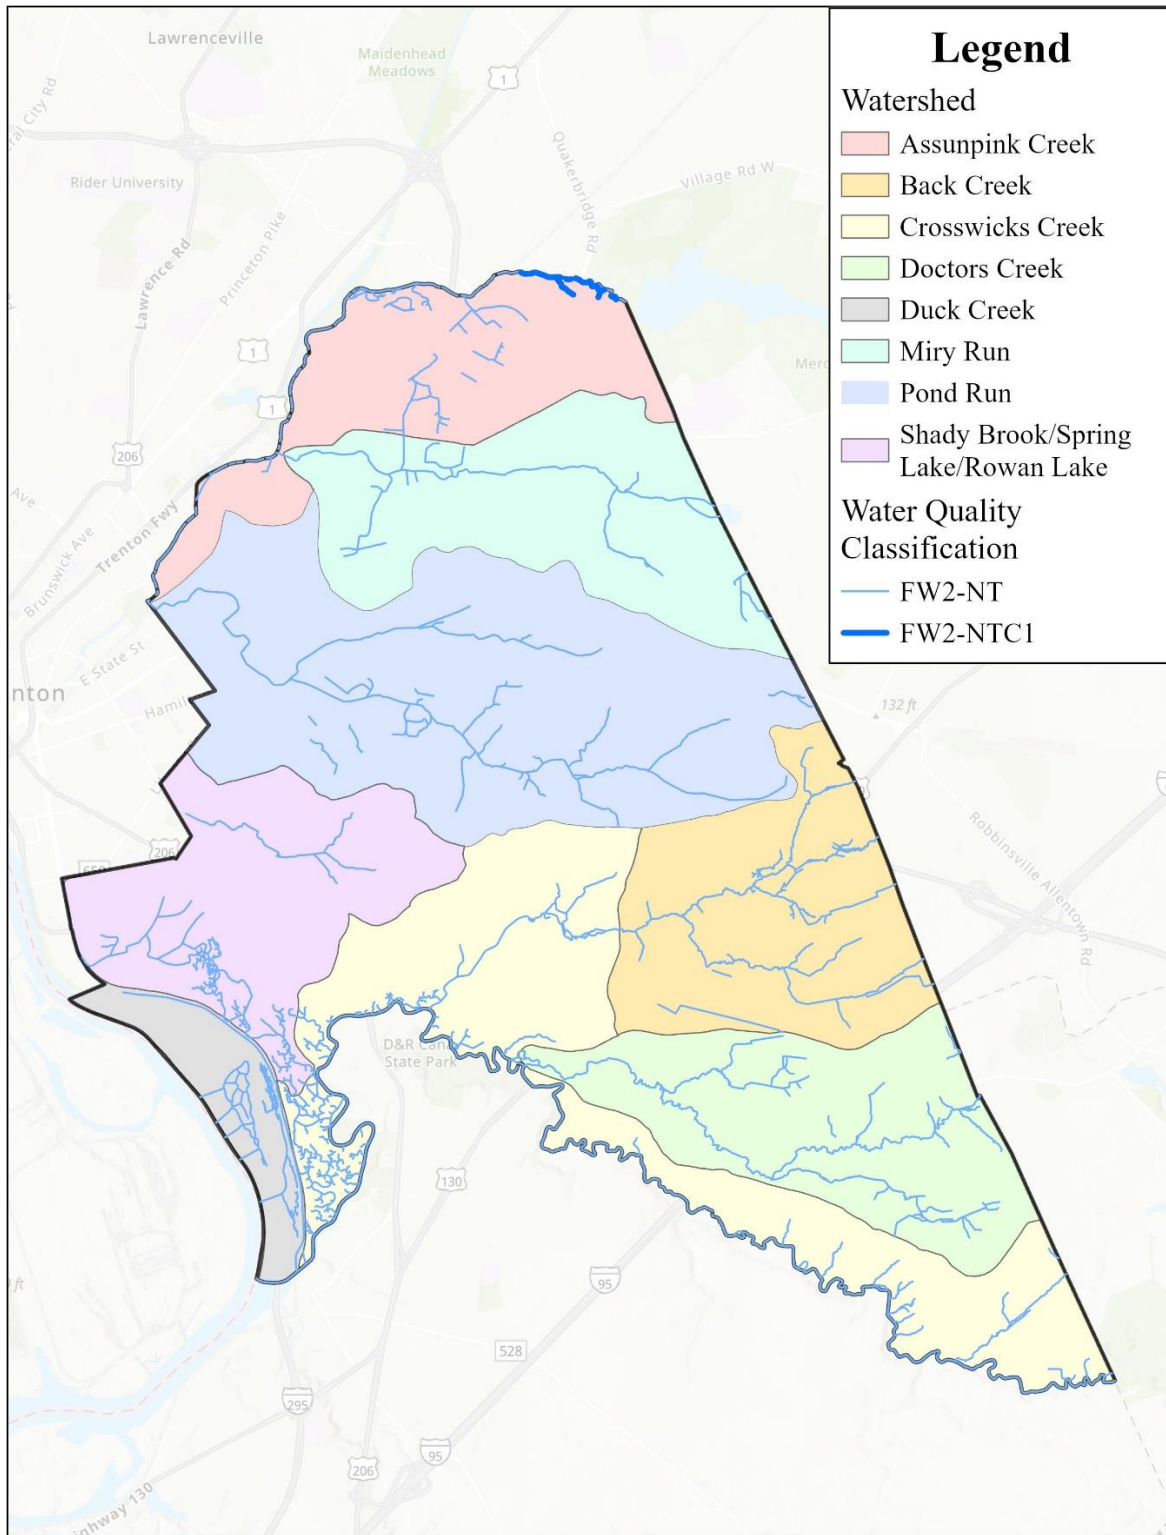 Lawrenceville
Maidenhead
Meadows
1
Quakerbridge Rd
Village Rd W
Rider University
Princeton Pike
Lawrence Rd
1
1
206
Ave
Brunswick Ave
Trenton Fwy
E State St
nton
132 ft
206
Robbinsville Allentown Rd
D&R Canal
State Park
130
95
528
295
95
206
ighway 130
Legend
Watershed
Assunpink Creek
Back Creek
Crosswicks Creek
Doctors Creek
Duck Creek
Miry Run
Pond Run
Shady Brook/Spring
Lake/Rowan Lake
Water Quality
Classification
FW2-NT
FW2-NTC1